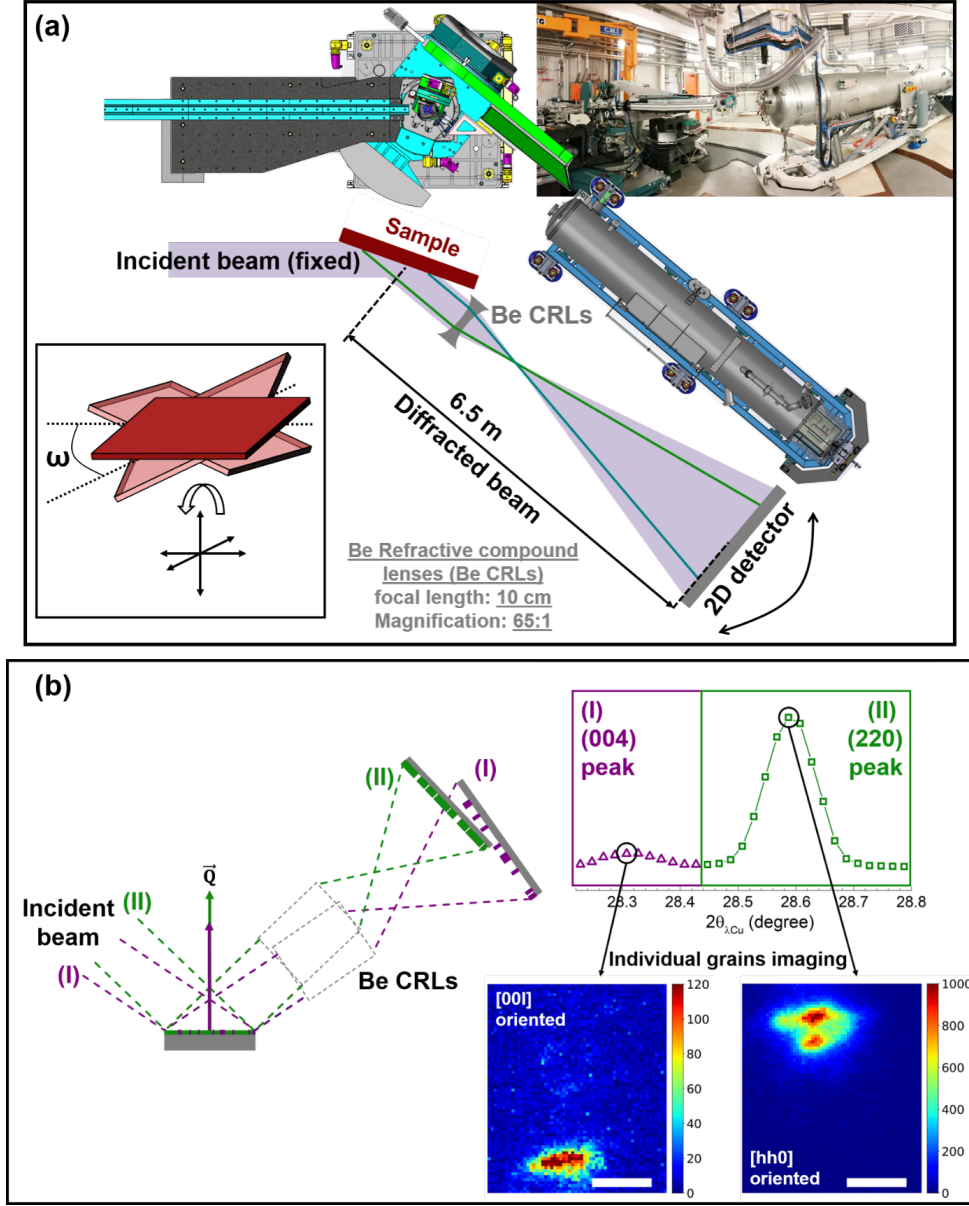 (a)
G.M.T
Sample
Incident beam (fixed)
Be CRLs
6.5 m
Diffracted beam
ω
2D detector
Be Refractive compound
lenses (Be CRLs)
focal length: 10 cm
Magnification: 65:1
(b)
(I)
(004)
peak
(II)
(220)
peak
(II)
(I)
Q
(II)
Incident
beam
(I)
Be CRLs
28.3 28.4 28.5 28.6 28.7 28.8
2θλCu (degree)
Individual grains imaging
[00l]
oriented
120
100
80
60
40
20
0
[hh0]
oriented
1000
800
600
400
200
0